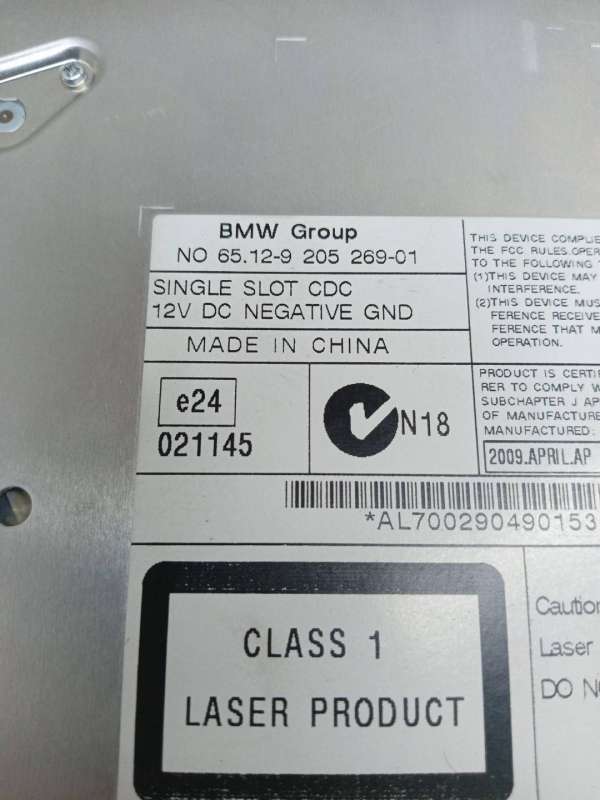 BMW Group
NO 65.12-9 205 269-01
SINGLE SLOT CDC
12V DC NEGATIVE GND
MADE IN CHINA
e24
021145
N18
THIS DEVICE COMPLIE
THE FCC RULES.OPER
TO THE FOLLOWING
(1)THIS DEVICE MAY
INTERFERENCE.
(2)THIS DEVICE MUS
FERENCE RECEIVE
FERENCE THAT M
OPERATION.
PRODUCT IS CERTI
RER TO COMPLY W
SUBCHAPTER J AP
OF MANUFACTURE
MANUFACTURED:
2009.APRIL.AP
*AL700290490153
CLASS 1
LASER PRODUCT
Caution
Laser
DO NO